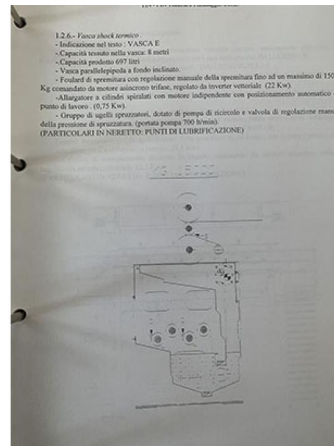 1.2.6.- Vasca shock termico .
- Indicazione nel testo : VASCA E
- Capacità tessuto nella vasca: 8 metri
-.Capacità prodotto 697 litri
- Vasca parallelepipeda a fondo inclinato.
- Foulard di spremitura con regolazione manuale della spremitura fino ad un massimo di 150
Kg comandato da motore asincrono trifase, regolato da inverter vettoriale (22 Kw).
-Allargatore a cilindri spiralati con motore indipendente con posizionamento automatico
punto di lavoro . (0,75 Kw).
- Gruppo di ugelli spruzzatori, dotato di pompa di ricircolo e valvola di regolazione
della pressione di spruzzatura. (portata pompa 700 lt/min).
(PARTICOLARI IN NERETTO: PUNTI DI LUBRIFICAZIONE)